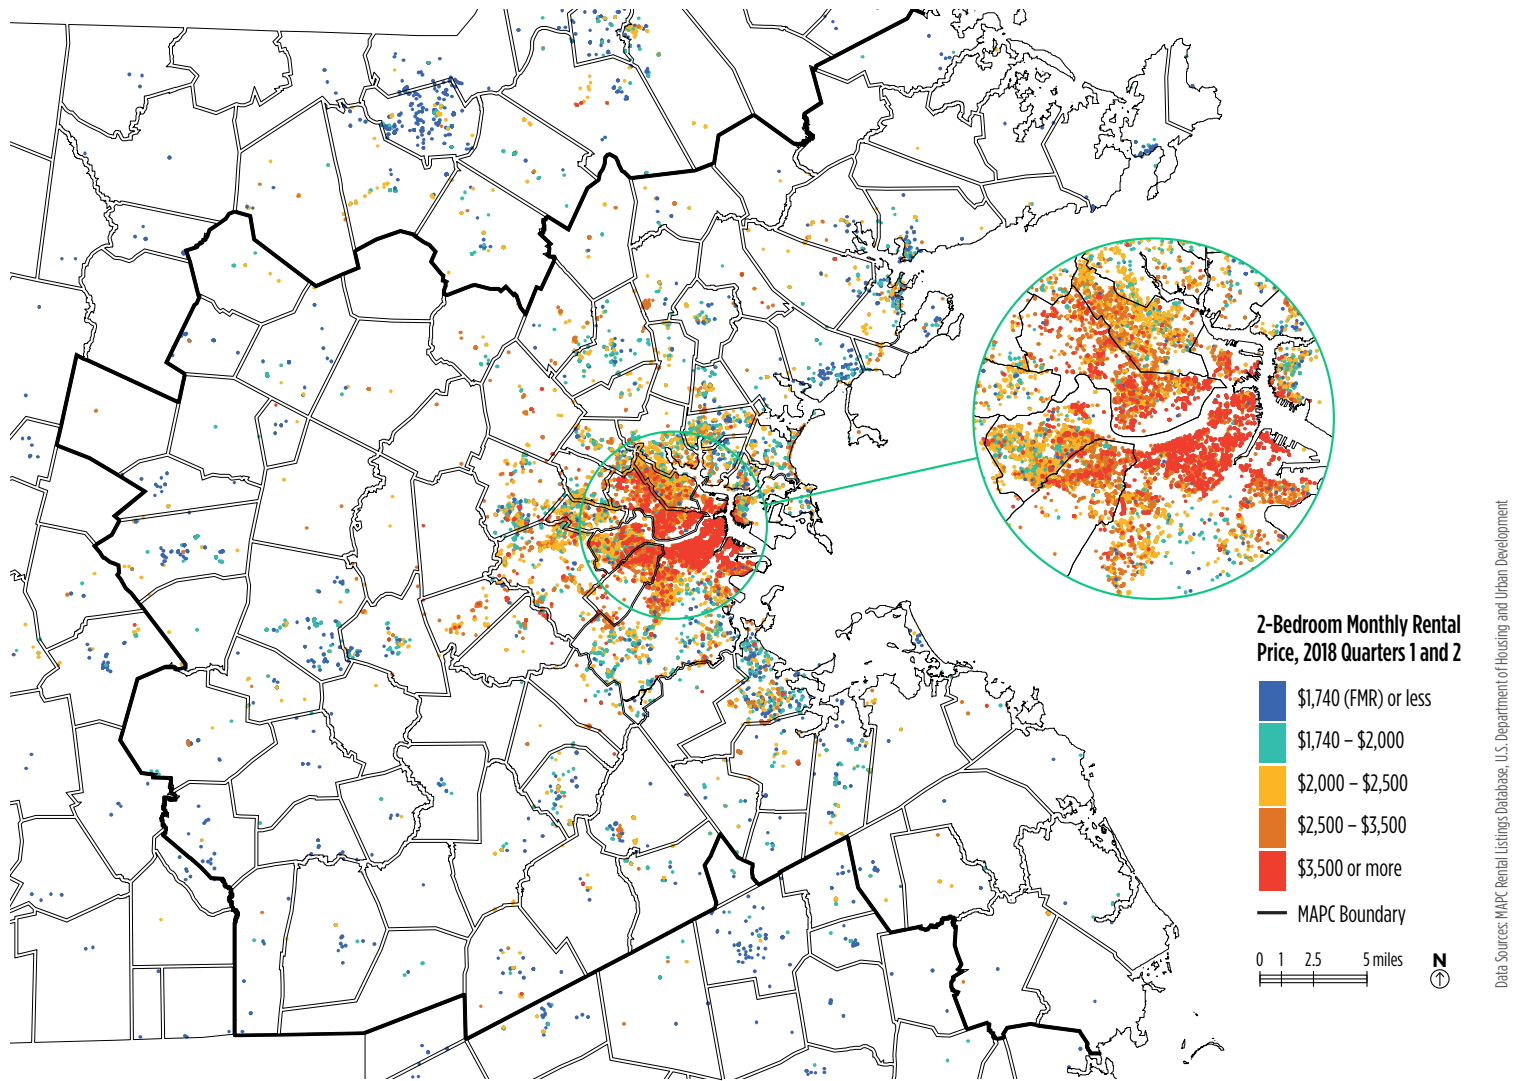 2-Bedroom Monthly Rental
Price, 2018 Quarters 1 and 2
$1,740 (FMR) or less
$1,740 – $2,000
$2,000 – $2,500
$2,500 – $3,500
$3,500 or more
MAPC Boundary
0 1 2.5 5 miles
N
Data Sources: MAPC Rental Listings Database, U.S. Department of Housing and Urban Development